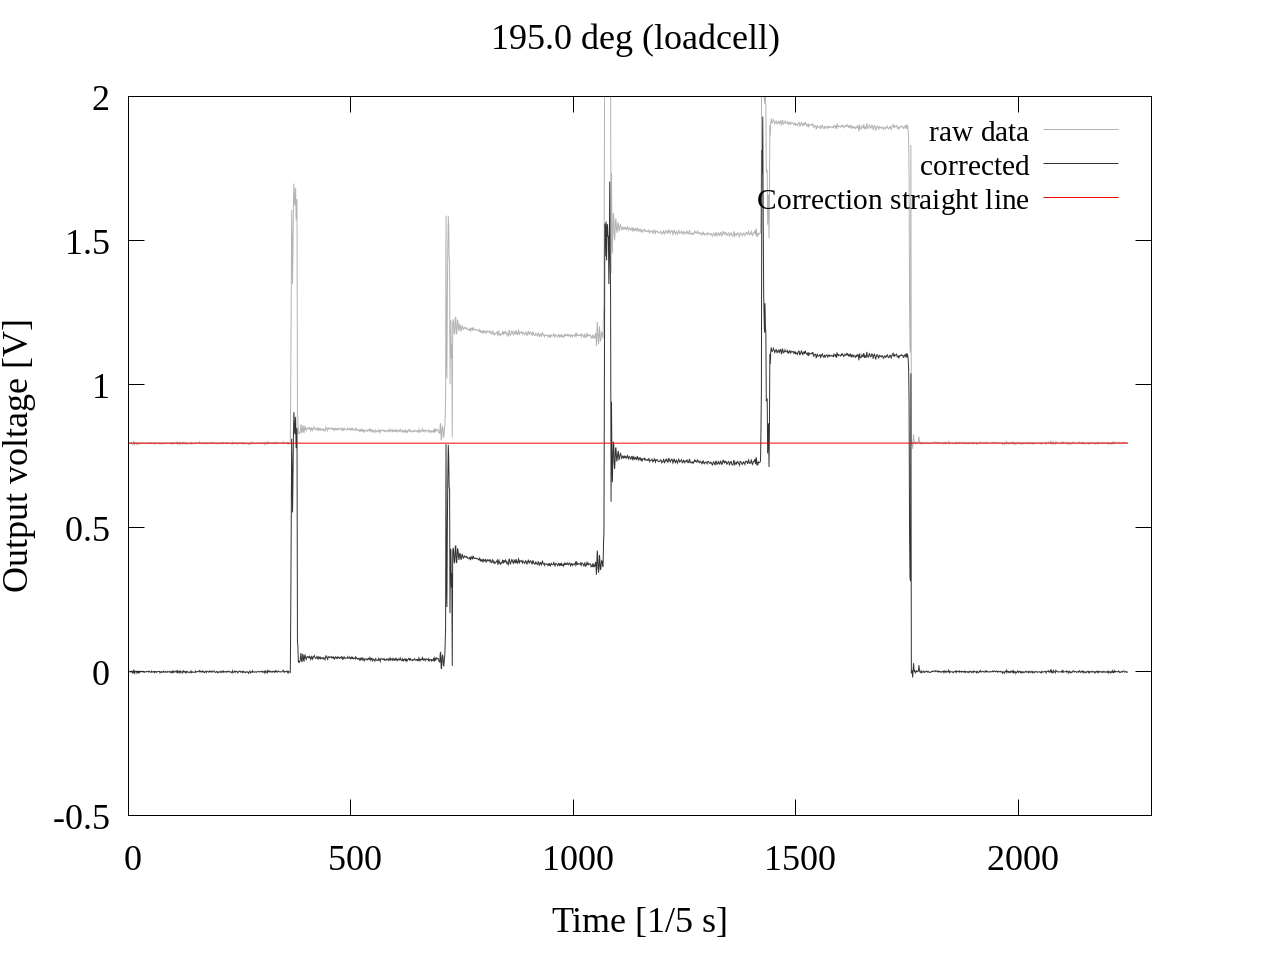 195.0 deg (loadcell)
2
raw data
corrected
Correction straight line
1.5
1
0.5
0
-0.5
Output voltage [V]
0 500 1000 1500 2000
Time [1/5 s]